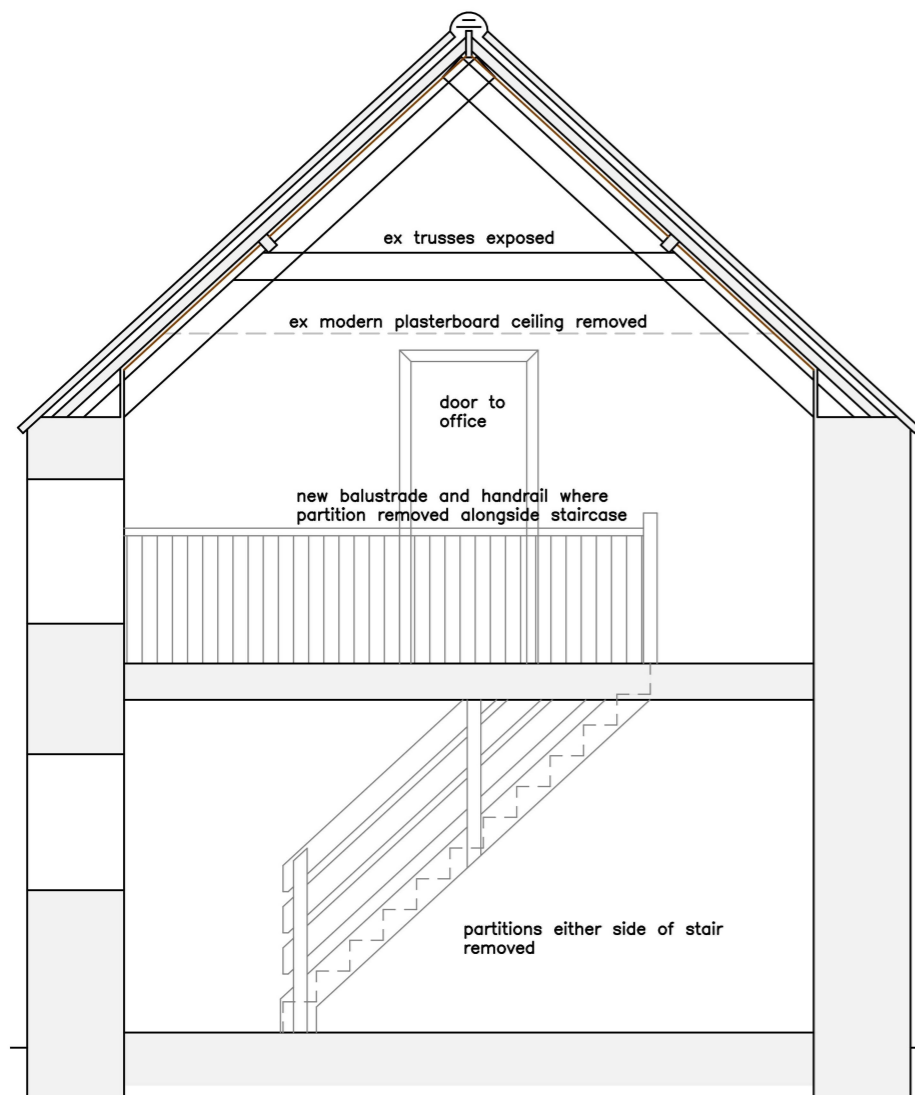 ex trusses exposed
ex modern plasterboard ceiling removed
door to
office
new balustrade and handrail where
partition removed alongside staircase
partitions either side of stair
removed